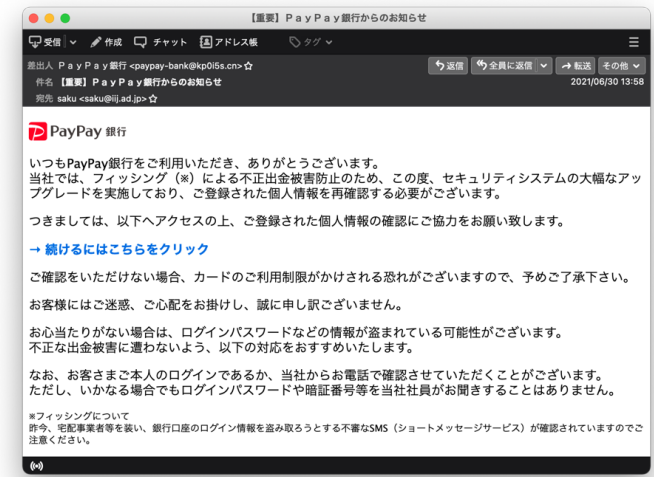 【重要】ＰａｙＰａｙ銀行からのお知らせ
受信 作成 チャット アドレス帳 タグ
差出人 ＰａｙＰａｙ銀行 <paypay-bank@kp0i5s.cn> 返信 全員に返信 転送 その他
件名 【重要】ＰａｙＰａｙ銀行からのお知らせ 2021/06/30 13:58
宛先 saku <saku@iij.ad.jp>
PayPay 銀行
いつもPayPay銀行をご利用いただき、ありがとうございます。
当社では、フィッシング（※）による不正出金被害防止のため、この度、セキュリティシステムの大幅なアッ
プグレードを実施しており、ご登録された個人情報を再確認する必要がございます。
つきましては、以下へアクセスの上、ご登録された個人情報の確認にご協力をお願い致します。
→ 続けるにはこちらをクリック
ご確認をいただけない場合、カードのご利用制限がかけされる恐れがございますので、予めご了承下さい。
お客様にはご迷惑、ご心配をお掛けし、誠に申し訳ございません。
お心当たりがない場合は、ログインパスワードなどの情報が盗まれている可能性がございます。
不正な出金被害に遭わないよう、以下の対応をおすすめいたします。
なお、お客さまご本人のログインであるか、当社からお電話で確認させていただくことがございます。
ただし、いかなる場合でもログインパスワードや暗証番号等を当社社員がお聞きすることはありません。
※フィッシングについて
昨今、宅配事業者等を装い、銀行口座のログイン情報を盗み取ろうとする不審なSMS（ショートメッセージサービス）が確認されていますのでご
注意ください。